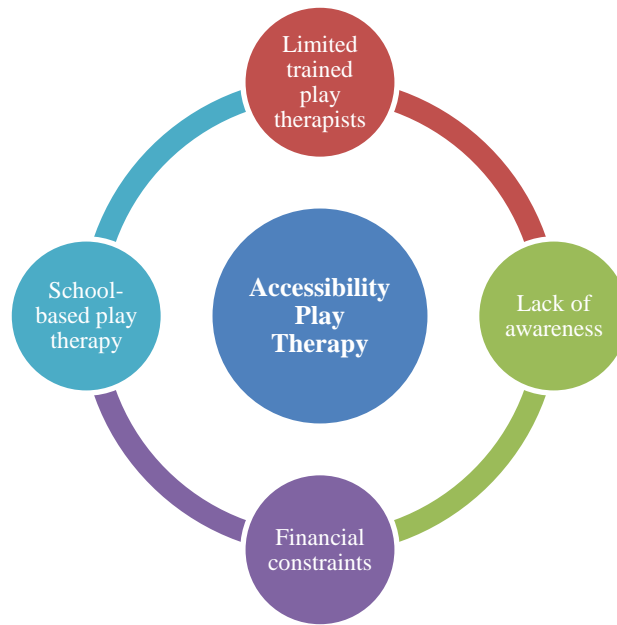 Limited
trained
play
therapists
Accessibility
Play
Therapy
Lack of
awareness
Financial
constraints
School-
based play
therapy